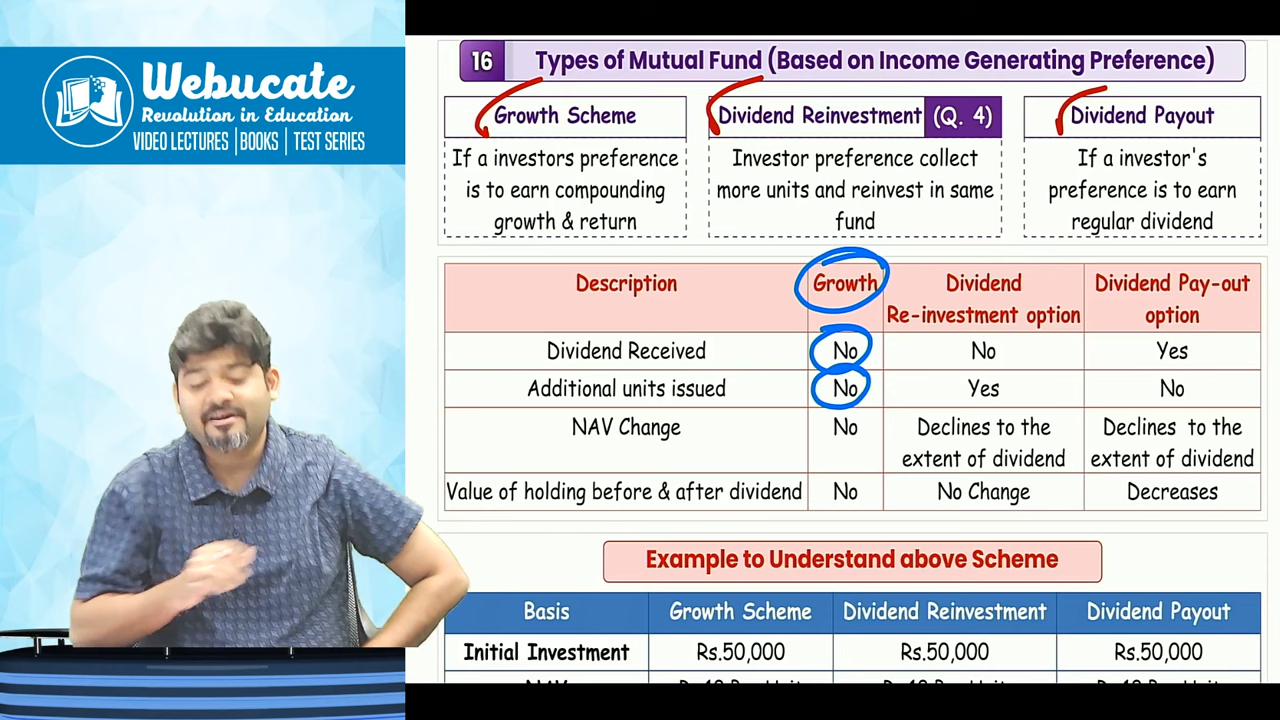 Webucate
Revolution in Education
VIDEO LECTURES | BOOKS | TEST SERIES
16 Types of Mutual Fund (Based on Income Generating Preference)
Growth Scheme
If a investors preference
is to earn compounding
growth & return
Dividend Reinvestment (Q. 4)
Investor preference collect
more units and reinvest in same
fund
Dividend Payout
If a investor's
preference is to earn
regular dividend
Description Growth Dividend Re-investment option Dividend Pay-out option
Dividend Received No No Yes
Additional units issued No Yes No
NAV Change No Declines to the extent of dividend Declines to the extent of dividend
Value of holding before & after dividend No No Change Decreases
Example to Understand above Scheme
Basis Growth Scheme Dividend Reinvestment Dividend Payout
Initial Investment Rs.50,000 Rs.50,000 Rs.50,000